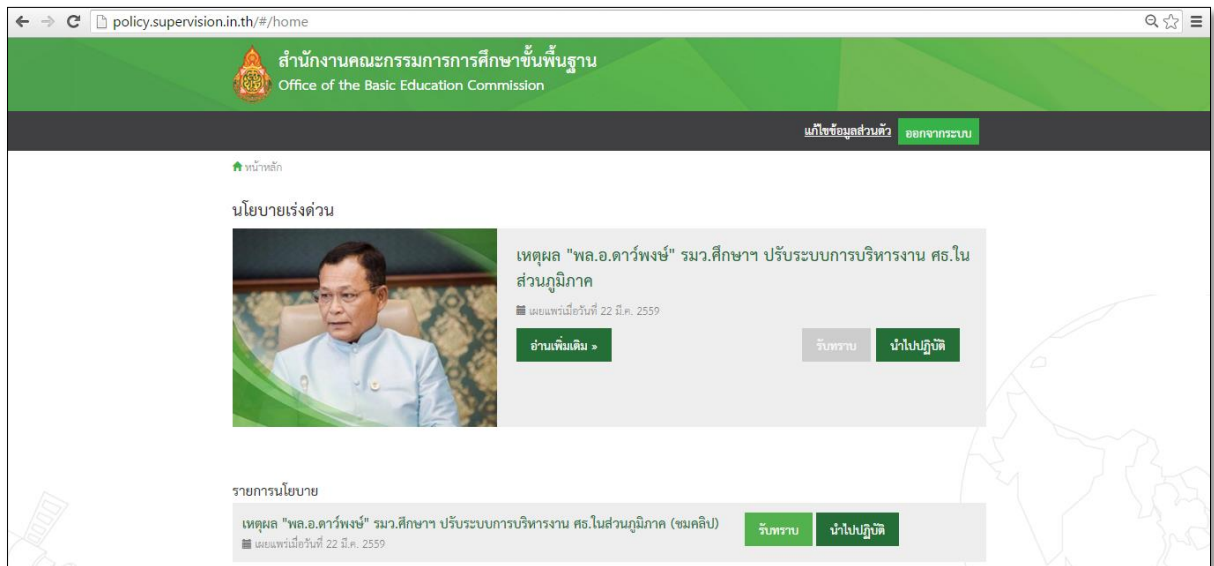 policy.supervision.in.th/#/home
สำนักงานคณะกรรมการการศึกษาขั้นพื้นฐาน
Office of the Basic Education Commission
แก้ไขข้อมูลส่วนตัว ออกจากระบบ
หน้าหลัก
นโยบายเร่งด่วน
เหตุผล "พล.อ.ดาว์พงษ์" รมว.ศึกษาฯ ปรับระบบการบริหารงาน ศธ.ใน
ส่วนภูมิภาค
เผยแพร่เมื่อวันที่ 22 มี.ค. 2559
อ่านเพิ่มเติม » รับทราบ นำไปปฏิบัติ
รายการนโยบาย
เหตุผล "พล.อ.ดาว์พงษ์" รมว.ศึกษาฯ ปรับระบบการบริหารงาน ศธ.ในส่วนภูมิภาค (ชมคลิป) รับทราบ นำไปปฏิบัติ
เผยแพร่เมื่อวันที่ 22 มี.ค. 2559